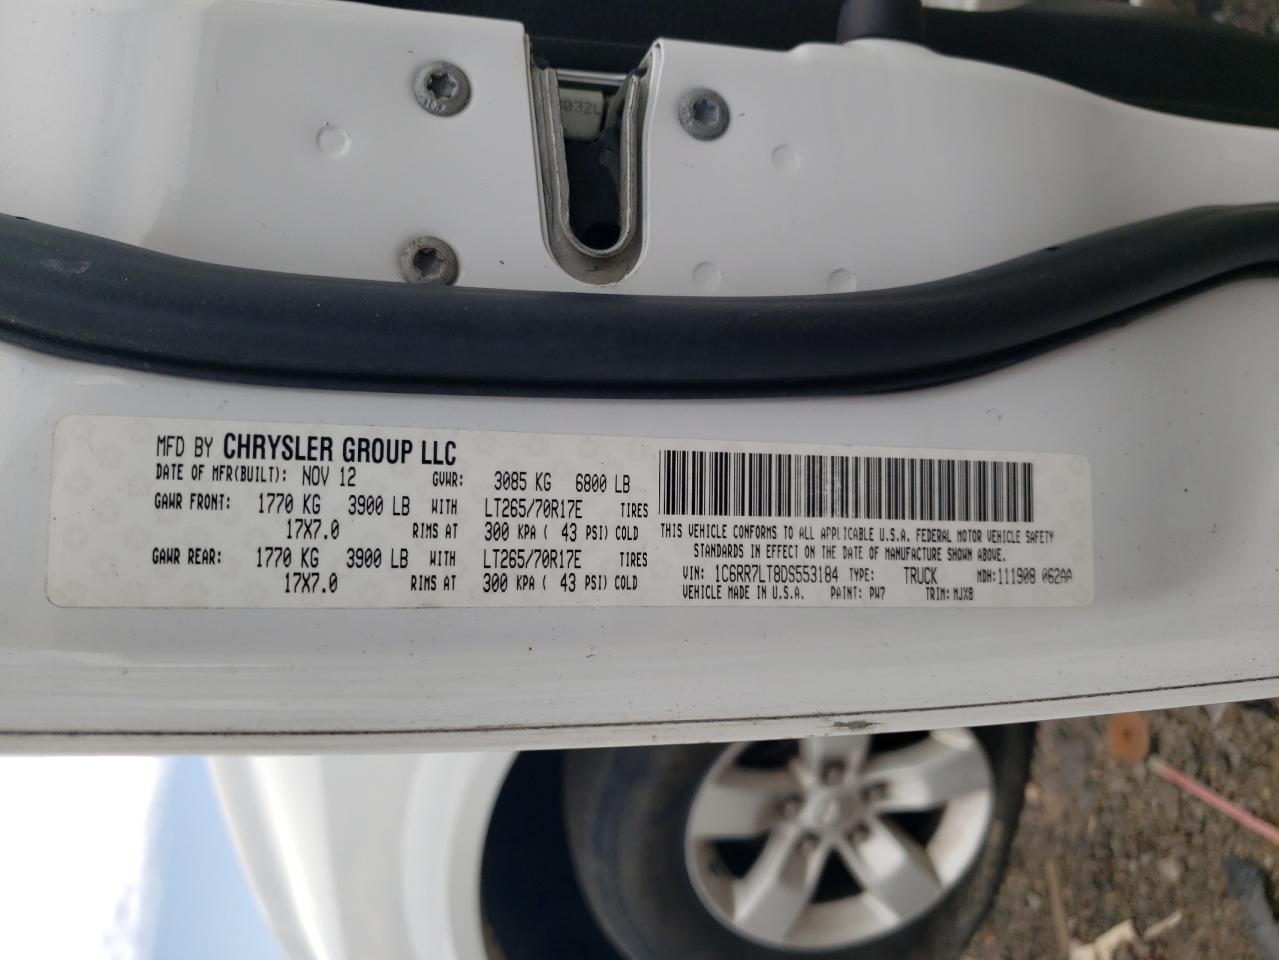 032L
10.9
MFD BY CHRYSLER GROUP LLC
DATE OF MFR(BUILT): NOV 12 GVWR: 3085 KG 6800 LB
GAWR FRONT: 1770 KG 3900 LB WITH LT265/70R17E TIRES
17X7.0 RIMS AT 300 KPA ( 43 PSI) COLD
GAWR REAR: 1770 KG 3900 LB WITH LT265/70R17E TIRES
17X7.0 RIMS AT 300 KPA ( 43 PSI) COLD
THIS VEHICLE CONFORMS TO ALL APPLICABLE U.S.A. FEDERAL MOTOR VEHICLE SAFETY
STANDARDS IN EFFECT ON THE DATE OF MANUFACTURE SHOWN ABOVE.
VIN: 1C6RR7LT8DS553184 TYPE: TRUCK MDH:111908 062AA
VEHICLE MADE IN U.S.A. PAINT: PW7 TRIM: MJX8